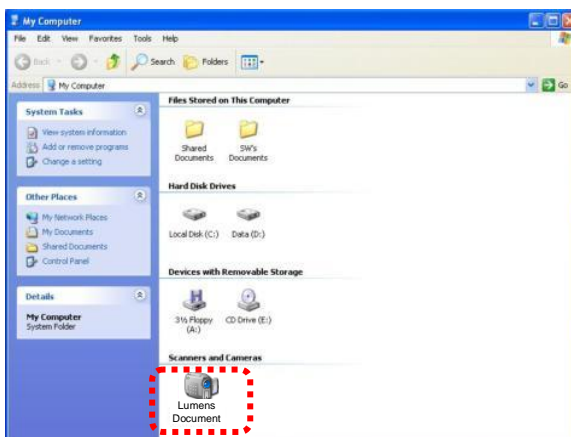 My Computer
File Edit View Favorites Tools Help
Back Search Folders
Address My Computer Go
System Tasks
View system information
Add or remove programs
Change a setting
Other Places
My Network Places
My Documents
Shared Documents
Control Panel
Details
My Computer
System Folder
Files Stored on This Computer
Shared Documents
SW's Documents
Hard Disk Drives
Local Disk (C:) Data (D:)
Devices with Removable Storage
3½ Floppy (A:)
CD Drive (E:)
Scanners and Cameras
Lumens
Document